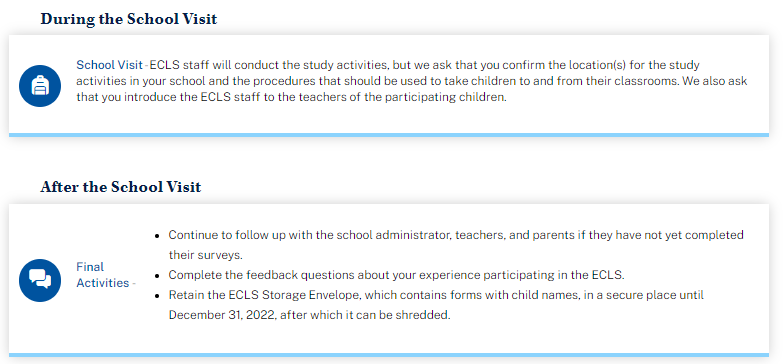 During the School Visit
School Visit - ECLS staff will conduct the study activities, but we ask that you confirm the location(s) for the study
activities in your school and the procedures that should be used to take children to and from their classrooms. We also ask
that you introduce the ECLS staff to the teachers of the participating children.
After the School Visit
Final
Activities -
• Continue to follow up with the school administrator, teachers, and parents if they have not yet completed
their surveys.
• Complete the feedback questions about your experience participating in the ECLS.
• Retain the ECLS Storage Envelope, which contains forms with child names, in a secure place until
December 31, 2022, after which it can be shredded.